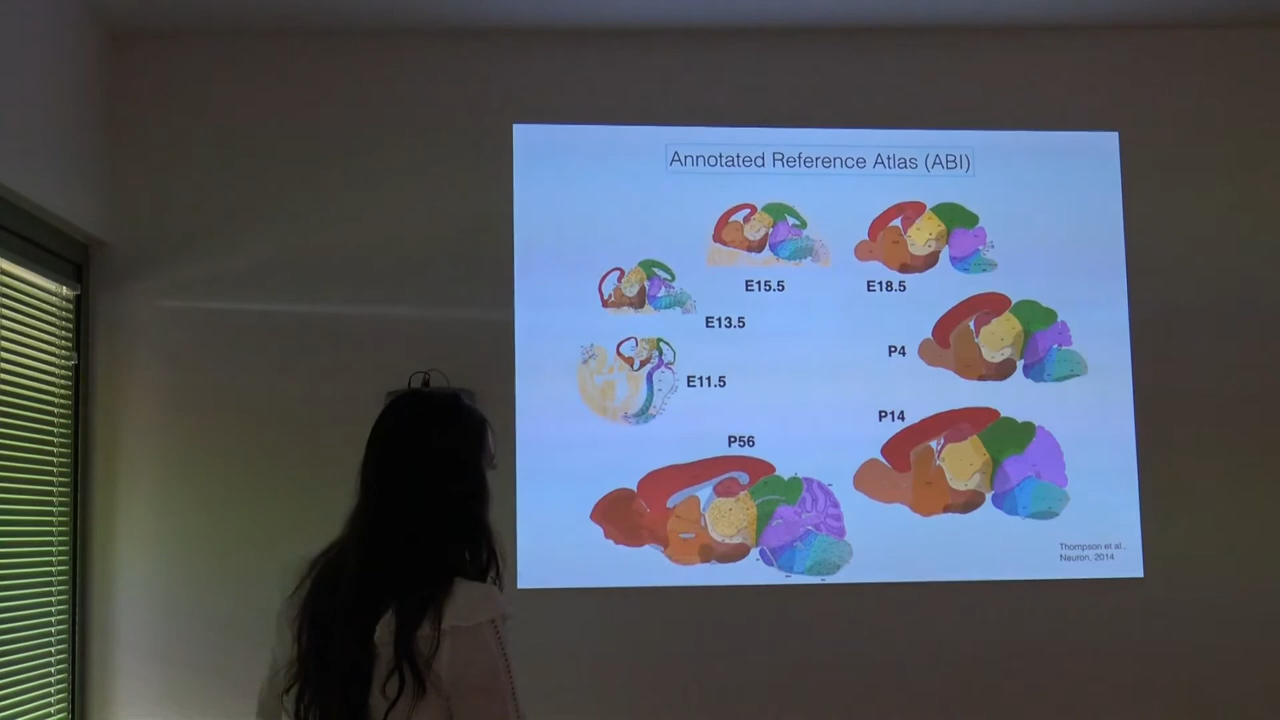 Annotated Reference Atlas (ABI)
E15.5
E18.5
E13.5
P4
E11.5
P14
P56
Thompson et al.,
Neuron, 2014